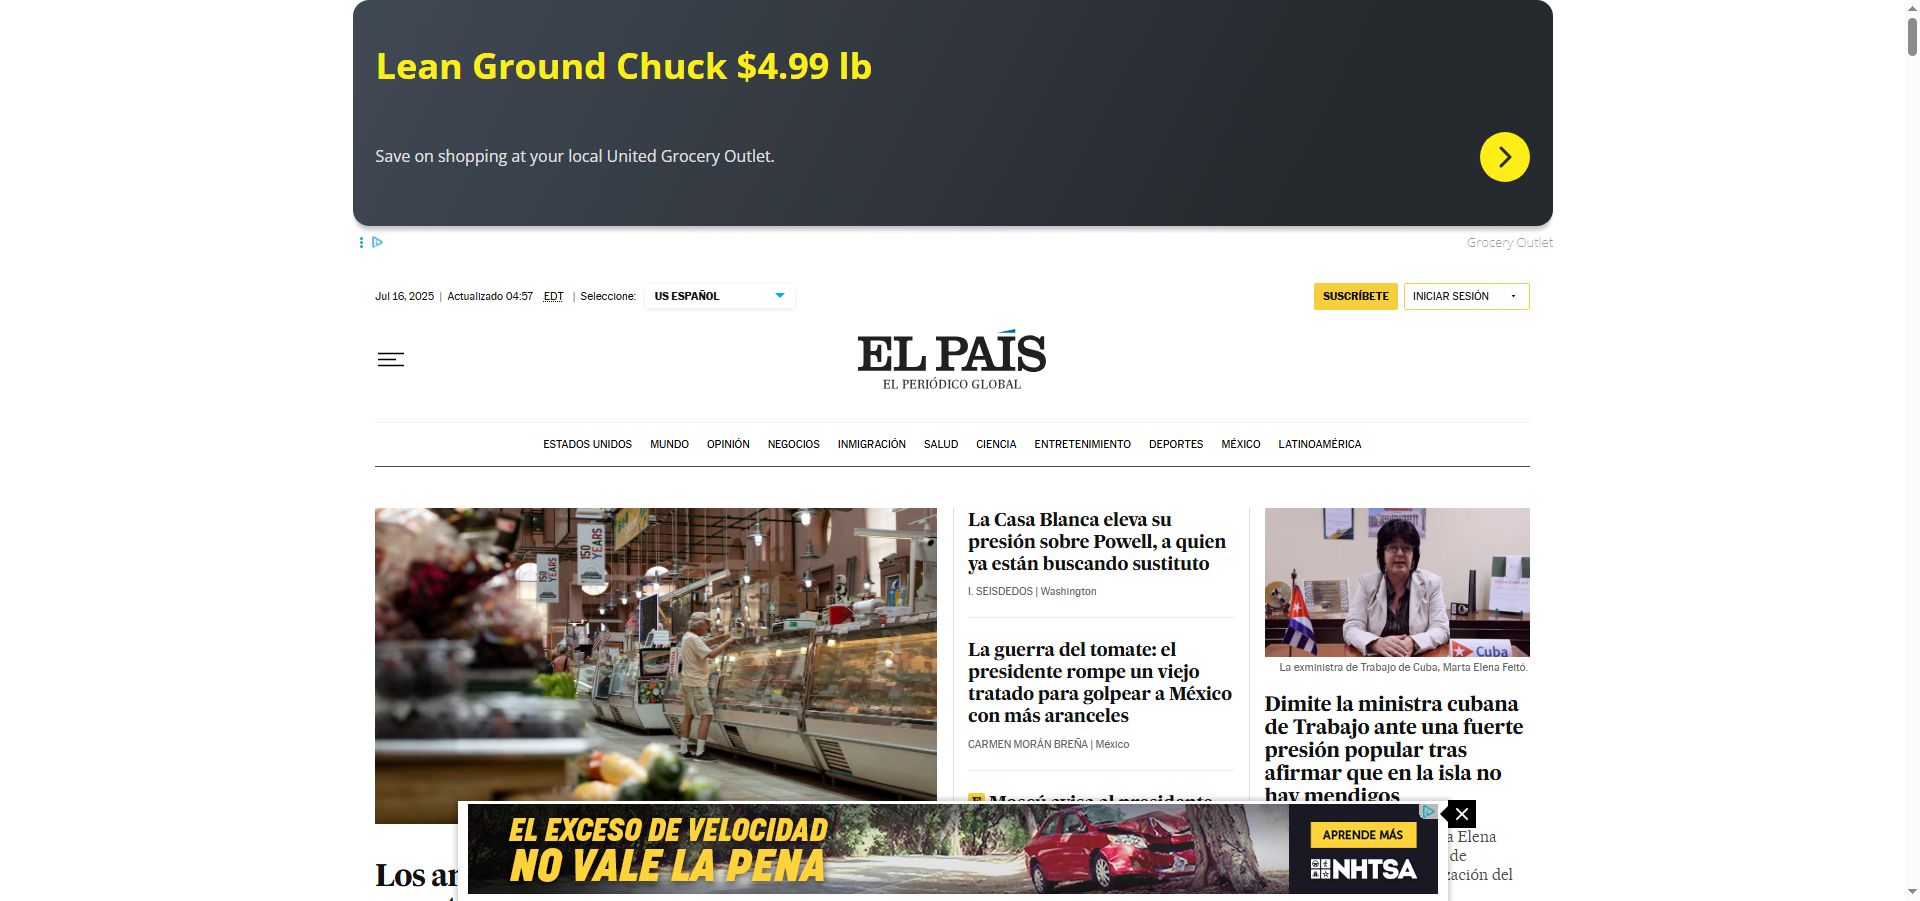 Lean Ground Chuck $4.99 lb
Save on shopping at your local United Grocery Outlet.
Grocery Outlet
Jul 16, 2025 | Actualizado 04:57 EDT | Seleccione: US ESPAÑOL
SUSCRÍBETE
INICIAR SESIÓN
EL PAÍS
EL PERIÓDICO GLOBAL
ESTADOS UNIDOS MUNDO OPINIÓN NEGOCIOS INMIGRACIÓN SALUD CIENCIA ENTRETENIMIENTO DEPORTES MÉXICO LATINOAMÉRICA
150 YEARS
150 YEARS
La Casa Blanca eleva su
presión sobre Powell, a quien
ya están buscando sustituto
I. SEISDEDOS | Washington
La guerra del tomate: el
presidente rompe un viejo
tratado para golpear a México
con más aranceles
CARMEN MORÁN BREÑA | México
Cuba
La exministra de Trabajo de Cuba, Marta Elena Feitó.
Dimite la ministra cubana
de Trabajo ante una fuerte
presión popular tras
afirmar que en la isla no
hay mendigos
a Elena
de
zación del
Los ar
EL EXCESO DE VELOCIDAD
NO VALE LA PENA
APRENDE MÁS
NHTSA